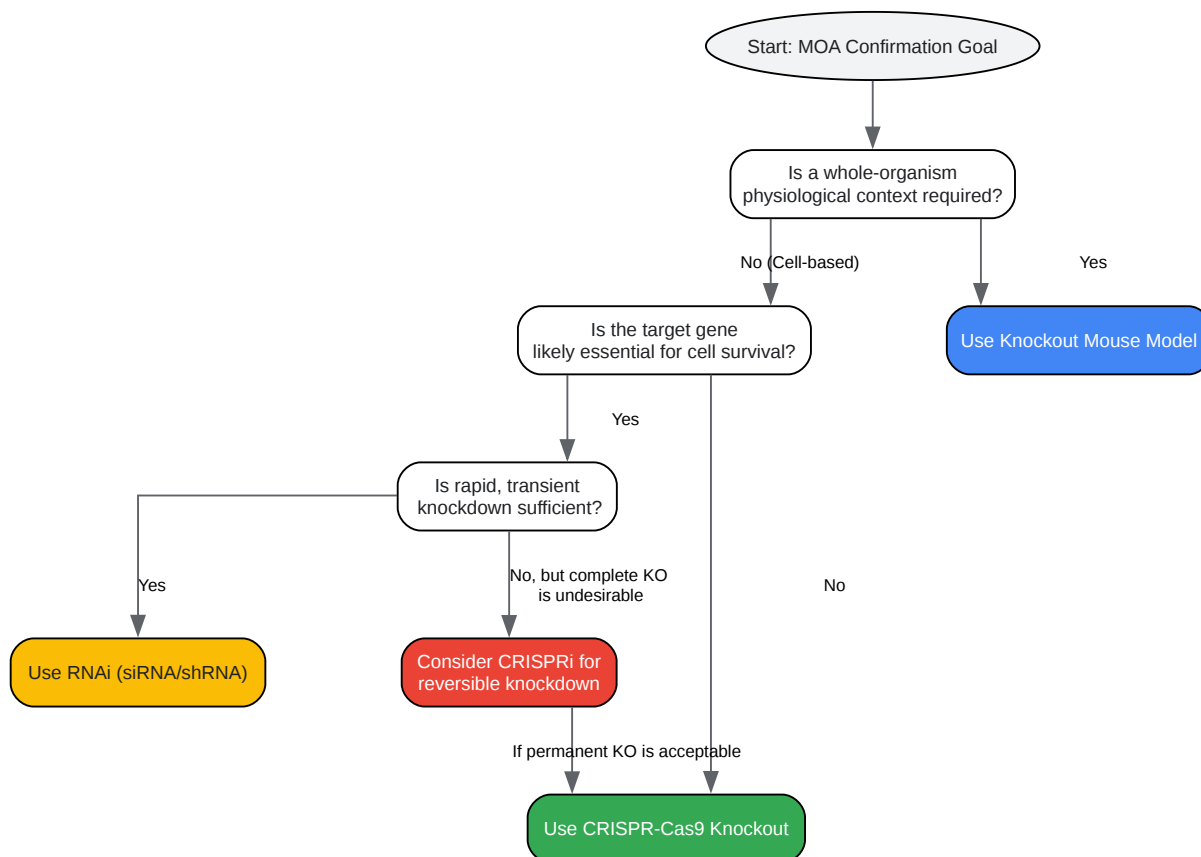 Start: MOA Confirmation Goal
Is a whole-organism
physiological context required?
No (Cell-based)
Yes
Is the target gene
likely essential for cell survival?
Use Knockout Mouse Model
Yes
Is rapid, transient
knockdown sufficient?
Yes
No, but complete KO
is undesirable
No
Use RNAi (siRNA/shRNA)
Consider CRISPRi for
reversible knockdown
If permanent KO is acceptable
Use CRISPR-Cas9 Knockout